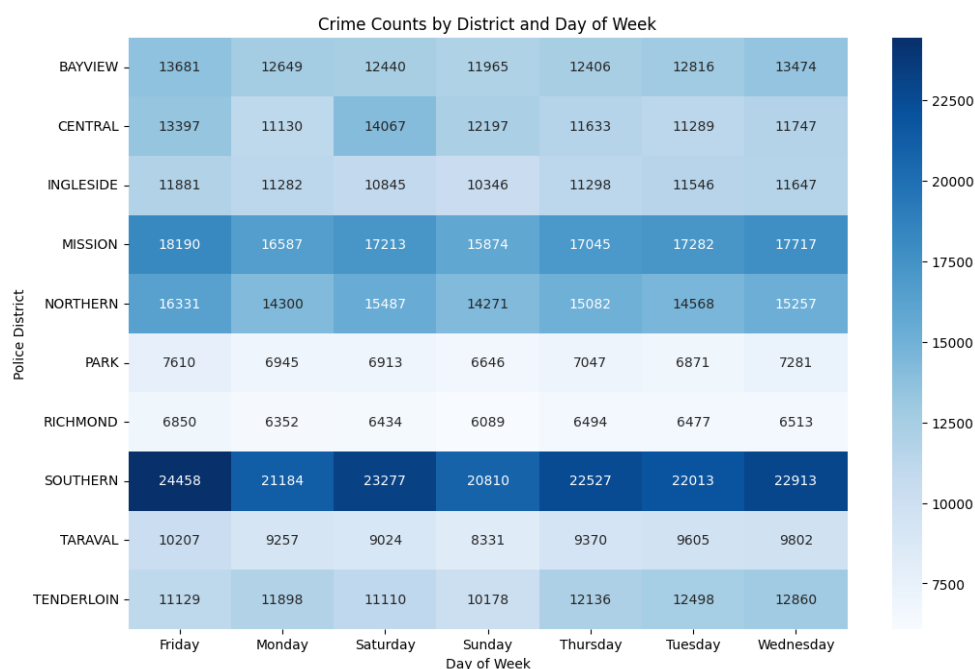 Crime Counts by District and Day of Week
Police District
BAYVIEW 13681 12649 12440 11965 12406 12816 13474
CENTRAL 13397 11130 14067 12197 11633 11289 11747
INGLESIDE 11881 11282 10845 10346 11298 11546 11647
MISSION 18190 16587 17213 15874 17045 17282 17717
NORTHERN 16331 14300 15487 14271 15082 14568 15257
PARK 7610 6945 6913 6646 7047 6871 7281
RICHMOND 6850 6352 6434 6089 6494 6477 6513
SOUTHERN 24458 21184 23277 20810 22527 22013 22913
TARAVAL 10207 9257 9024 8331 9370 9605 9802
TENDERLOIN 11129 11898 11110 10178 12136 12498 12860
Friday Monday Saturday Sunday Thursday Tuesday Wednesday
Day of Week
22500
20000
17500
15000
12500
10000
7500